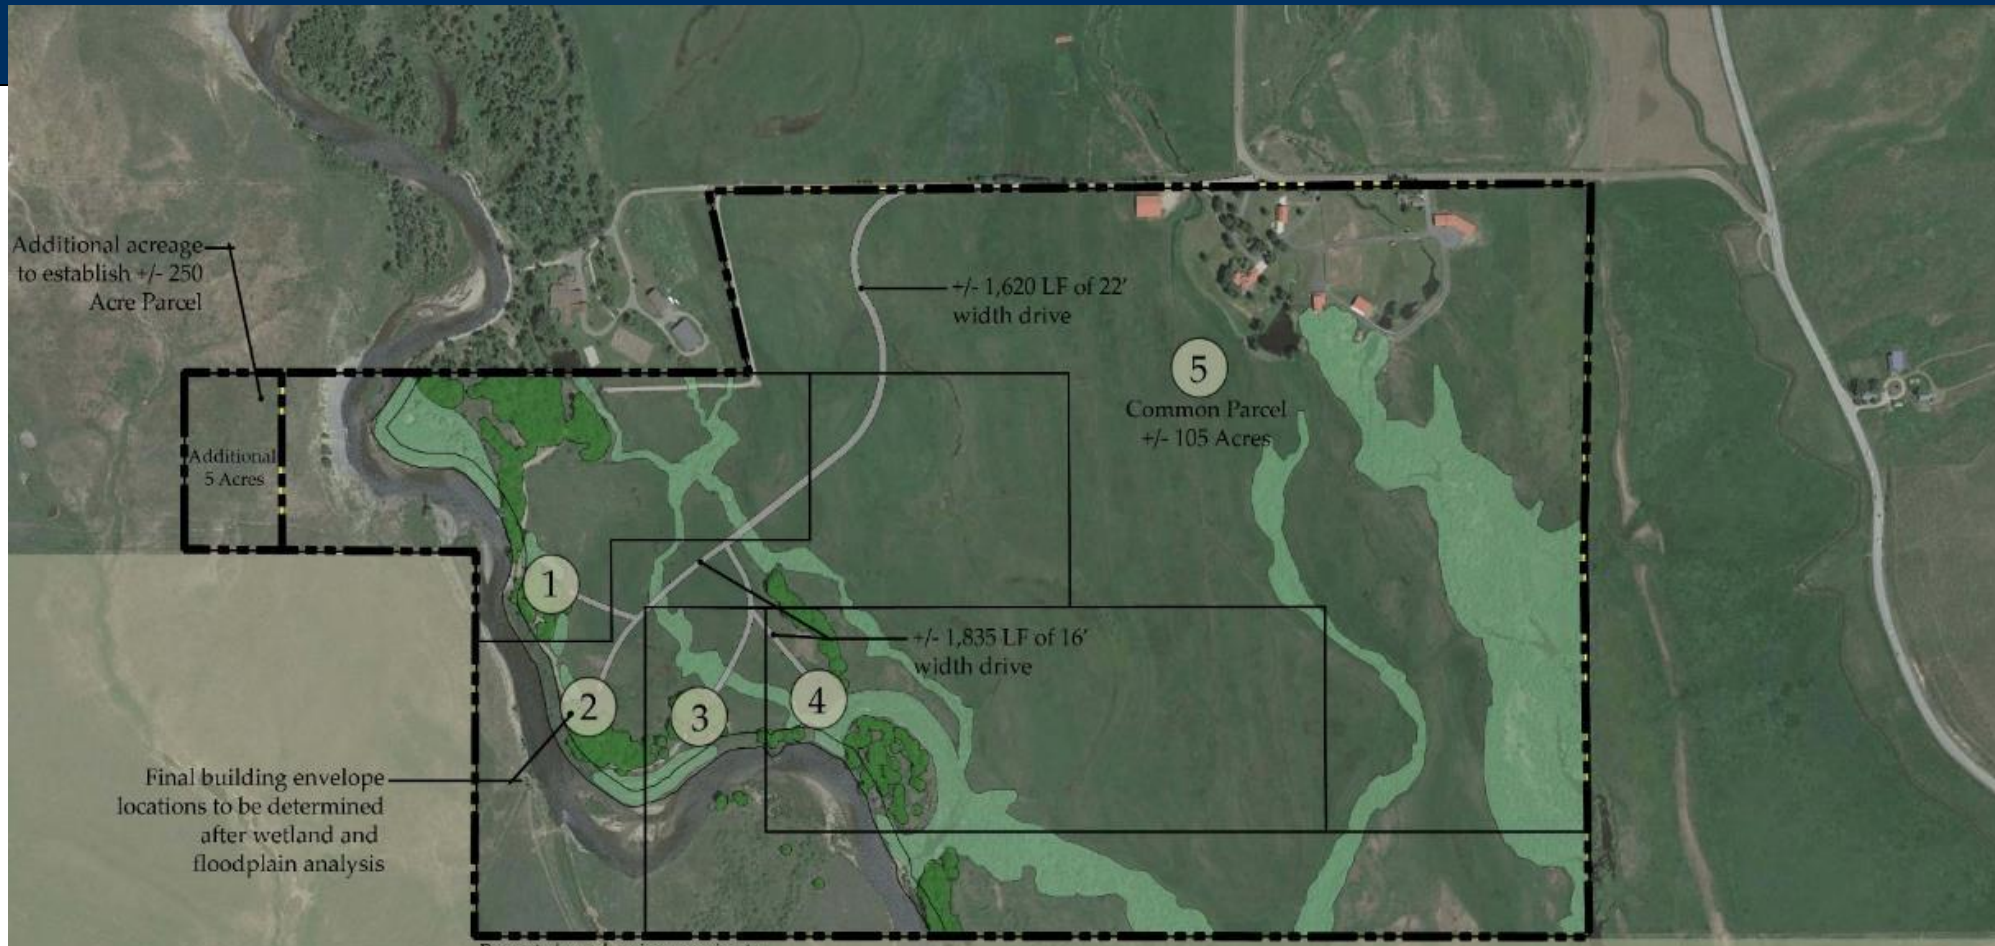 Additional acreage
to establish +/- 250
Acre Parcel
+/- 1,620 LF of 22'
width drive
5
Common Parcel
+/- 105 Acres
Additional
5 Acres
1
+/- 1,835 LF of 16'
width drive
2
3
4
Final building envelope
locations to be determined
after wetland and
floodplain analysis